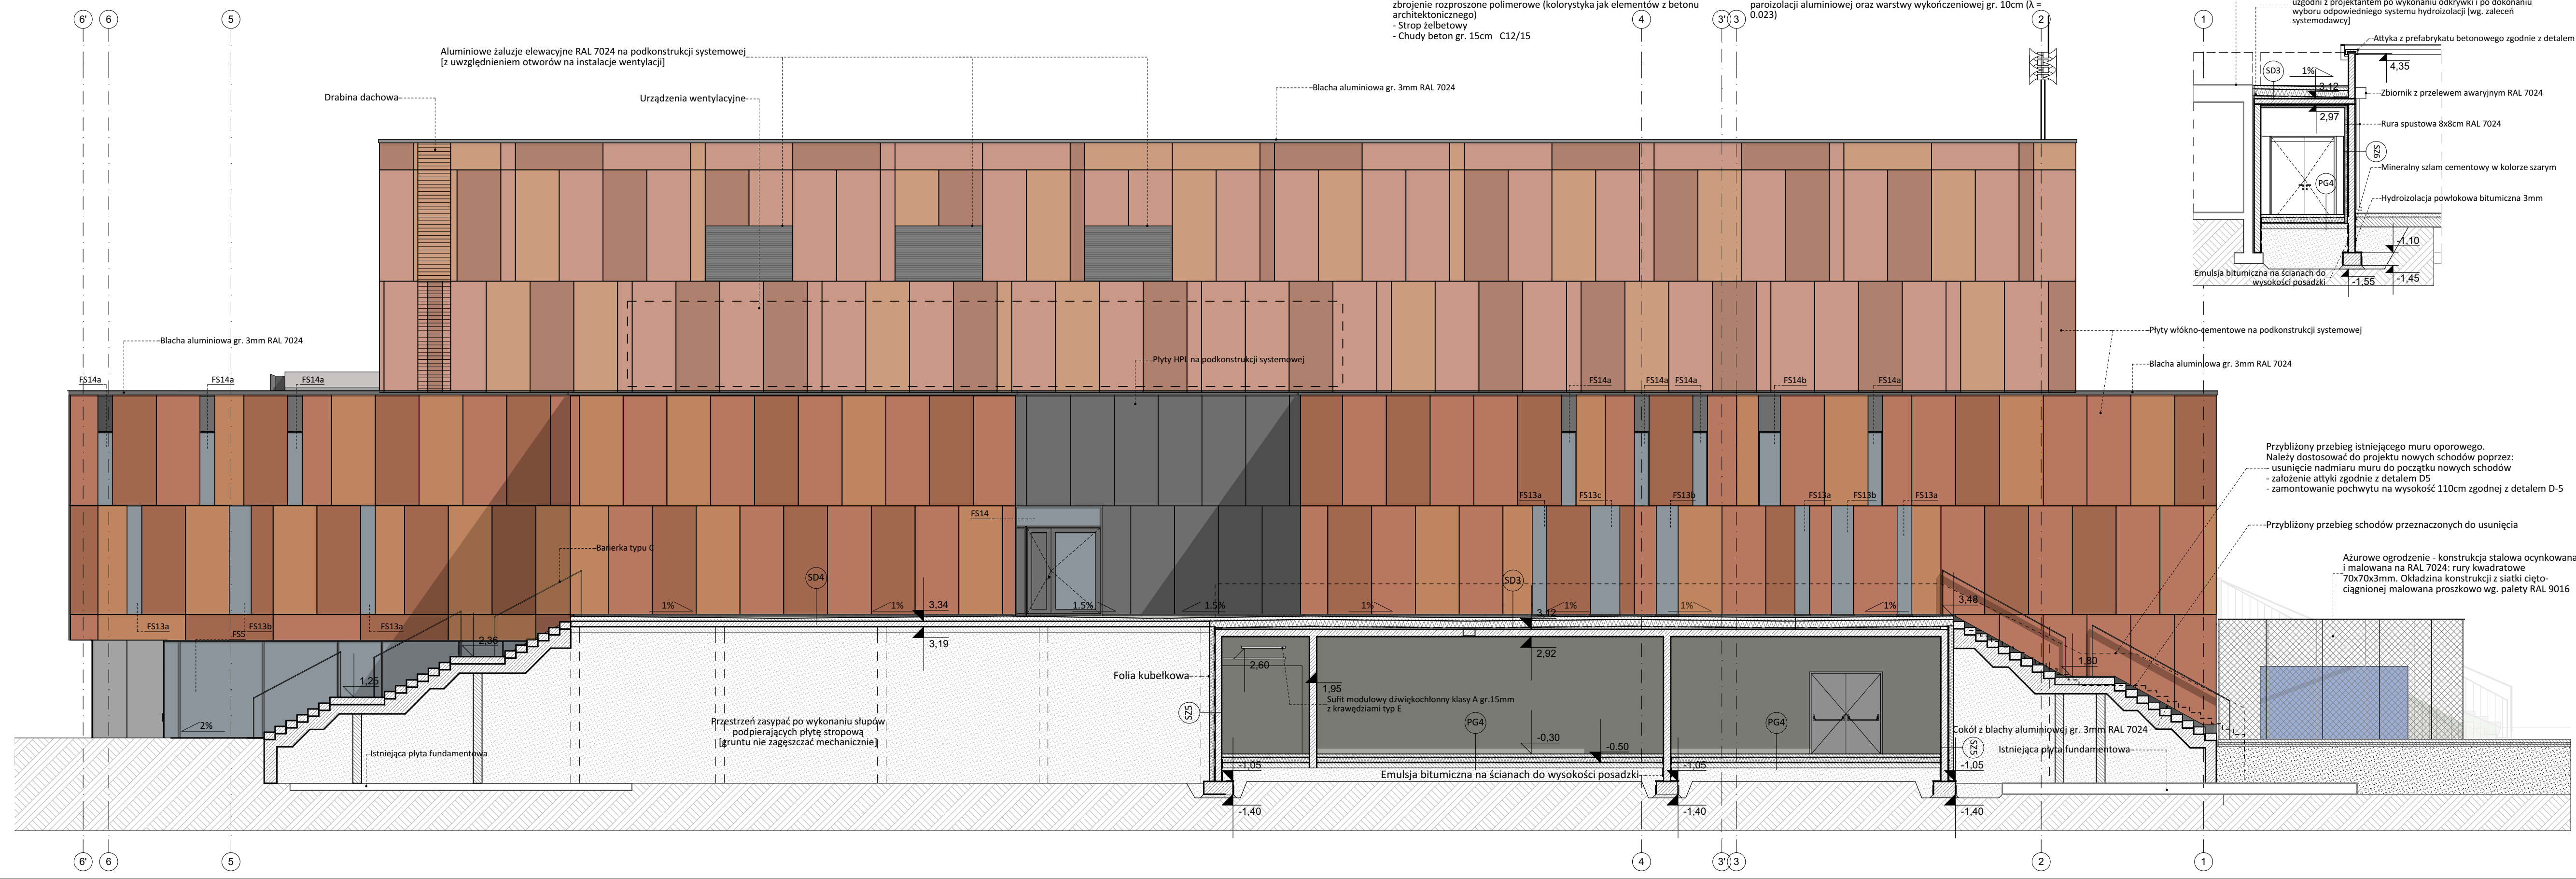 6'
6
5
4
3'
3
2
1
zbrojenie rozproszone polimerowe (kolorystyka jak elementów z betonu
architektonicznego)
- Strop żelbetowy
- Chudy beton gr. 15cm   C12/15
paroizolacji aluminiowej oraz warstwy wykończeniowej gr. 10cm (λ =
0.023)
uzgodni z projektantem po wykonaniu odkrywki i po dokonaniu
wyboru odpowiedniego systemu hydroizolacji [wg. zaleceń
systemodawcy]
Attyka z prefabrykatu betonowego zgodnie z detalem
4,35
SD3
1%
3,12
Zbiornik z przelewem awaryjnym RAL 7024
2,97
Rura spustowa 8x8cm RAL 7024
SZ6
Mineralny szlam cementowy w kolorze szarym
PG4
Hydroizolacja powłokowa bitumiczna 3mm
-1,10
Emulsja bitumiczna na ścianach do
wysokości posadzki
-1,55
-1,45
Aluminiowe żaluzje elewacyjne RAL 7024 na podkonstrukcji systemowej
[z uwzględnieniem otworów na instalacje wentylacji]
Drabina dachowa
Urządzenia wentylacyjne
Blacha aluminiowa gr. 3mm RAL 7024
Płyty włókno-cementowe na podkonstrukcji systemowej
Blacha aluminiowa gr. 3mm RAL 7024
Płyty HPL na podkonstrukcji systemowej
Blacha aluminiowa gr. 3mm RAL 7024
FS14a
FS14a
FS14a
FS14a
FS14a
FS14a
FS14b
FS14a
Przybliżony przebieg istniejącego muru oporowego.
Należy dostosować do projektu nowych schodów poprzez:
- usunięcie nadmiaru muru do początku nowych schodów
- założenie attyki zgodnie z detalem D5
- zamontowanie pochwytu na wysokość 110cm zgodnej z detalem D-5
FS13a
FS13c
FS13b
FS13a
FS13b
FS13a
FS14
Przybliżony przebieg schodów przeznaczonych do usunięcia
Barierka typu C
Ażurowe ogrodzenie - konstrukcja stalowa ocynkowana
i malowana na RAL 7024: rury kwadratowe
70x70x3mm. Okładzina konstrukcji z siatki cięto-
ciągnionej malowana proszkowo wg. palety RAL 9016
SD4
SD3
1%
1%
3,34
1.5%
1.5%
1%
3,12
1%
1%
1%
3,48
FS13a
FS13b
FS13a
FS5
2,36
3,19
2,92
2,60
1,80
Folia kubełkowa
1,25
1,95
Sufit modułowy dźwiękochłonny klasy A gr.15mm
z krawędziami typ E
SZ5
PG4
PG4
2%
Przestrzeń zasypać po wykonaniu słupów
podpierających płytę stropową
[gruntu nie zagęszczać mechanicznie]
Cokół z blachy aluminiowej gr. 3mm RAL 7024
-0,30
-0.50
SZ5
Istniejąca płyta fundamentowa
Istniejąca płyta fundamentowa
-1,05
Emulsja bitumiczna na ścianach do wysokości posadzki
-1,05
-1,05
-1,40
-1,40
-1,40
6'
6
5
4
3'
3
2
1